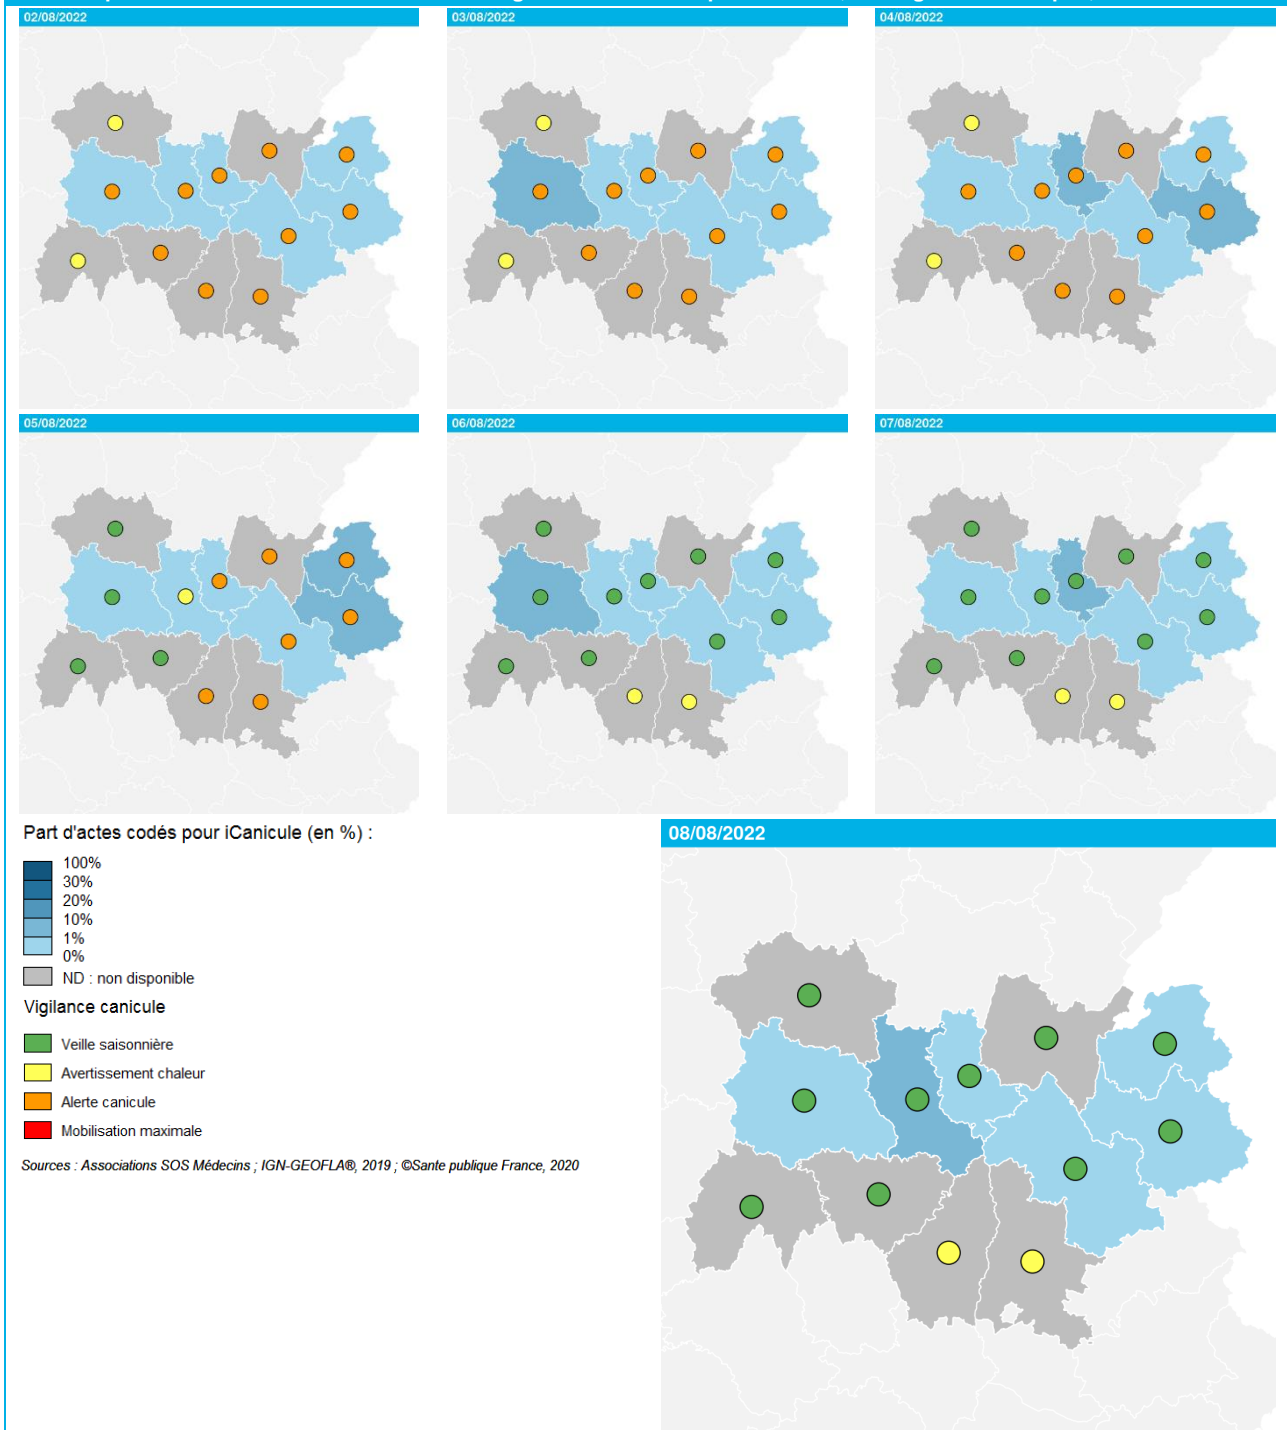 02/08/2022
03/08/2022
04/08/2022
05/08/2022
06/08/2022
07/08/2022
Part d'actes codés pour iCanicule (en %) :
100%
30%
20%
10%
1%
0%
ND : non disponible
Vigilance canicule
Veille saisonnière
Avertissement chaleur
Alerte canicule
Mobilisation maximale
Sources : Associations SOS Médecins ; IGN-GEOFLA®, 2019 ; ©Sante publique France, 2020
08/08/2022